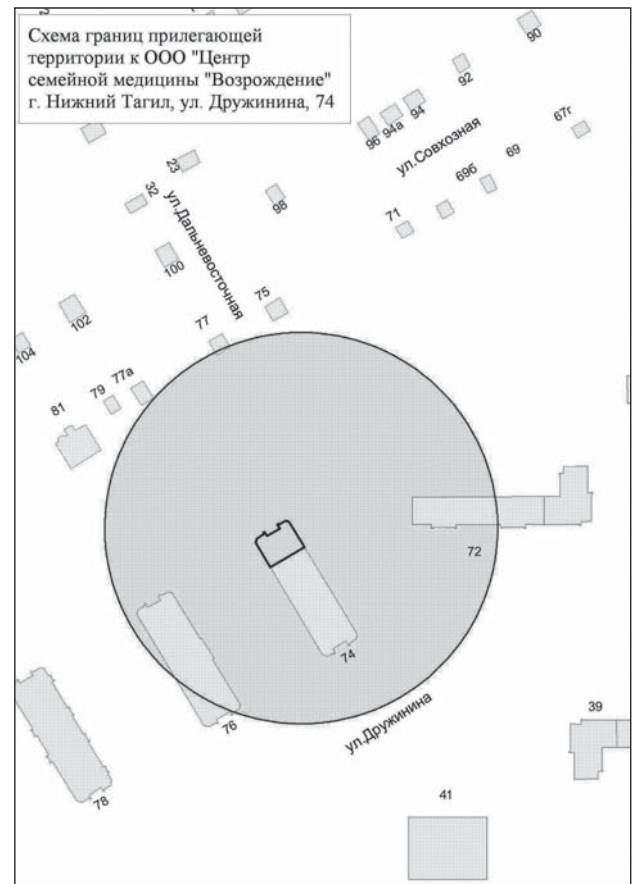 Схема границ прилегающей
территории к ООО "Центр
семейной медицины "Возрождение"
г. Нижний Тагил, ул. Дружинина, 74
90
92
94
94а
96
ул.Совхозная
67г
69
69б
71
23
32
98
ул.Дальневосточная
100
75
102
77
104
77а
79
81
72
74
76
ул.Дружинина
78
39
41